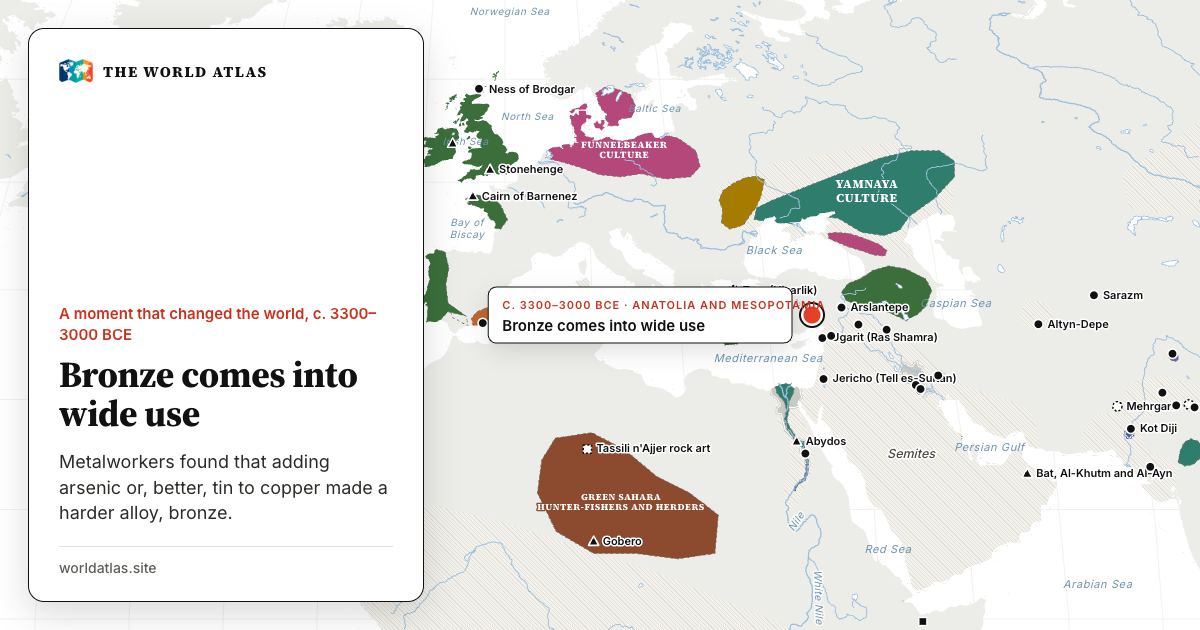 THE WORLD ATLAS
A moment that changed the world, c. 3300–
3000 BCE
Bronze comes into
wide use
Metalworkers found that adding
arsenic or, better, tin to copper made a
harder alloy, bronze.
worldatlas.site
Norwegian Sea
Ness of Brodgar
North Sea
Baltic Sea
FUNNELBEAKER
CULTURE
Stonehenge
Cairn of Barnenez
Bay of
Biscay
YAMNAYA
CULTURE
Black Sea
C. 3300–3000 BCE · ANATOLIA AND MESOPOTAMIA
Bronze comes into wide use
Arslantepe
Caspian Sea
Sarazm
Altyn-Depe
Ugarit (Ras Shamra)
Mediterranean Sea
Jericho (Tell es-Sultan)
Mehrgar
Kot Diji
Abydos
Tassili n'Ajjer rock art
Semites
Persian Gulf
Bat, Al-Khutm and Al-Ayn
GREEN SAHARA
HUNTER-FISHERS AND HERDERS
Gobero
Nile
Red Sea
White Nile
Arabian Sea